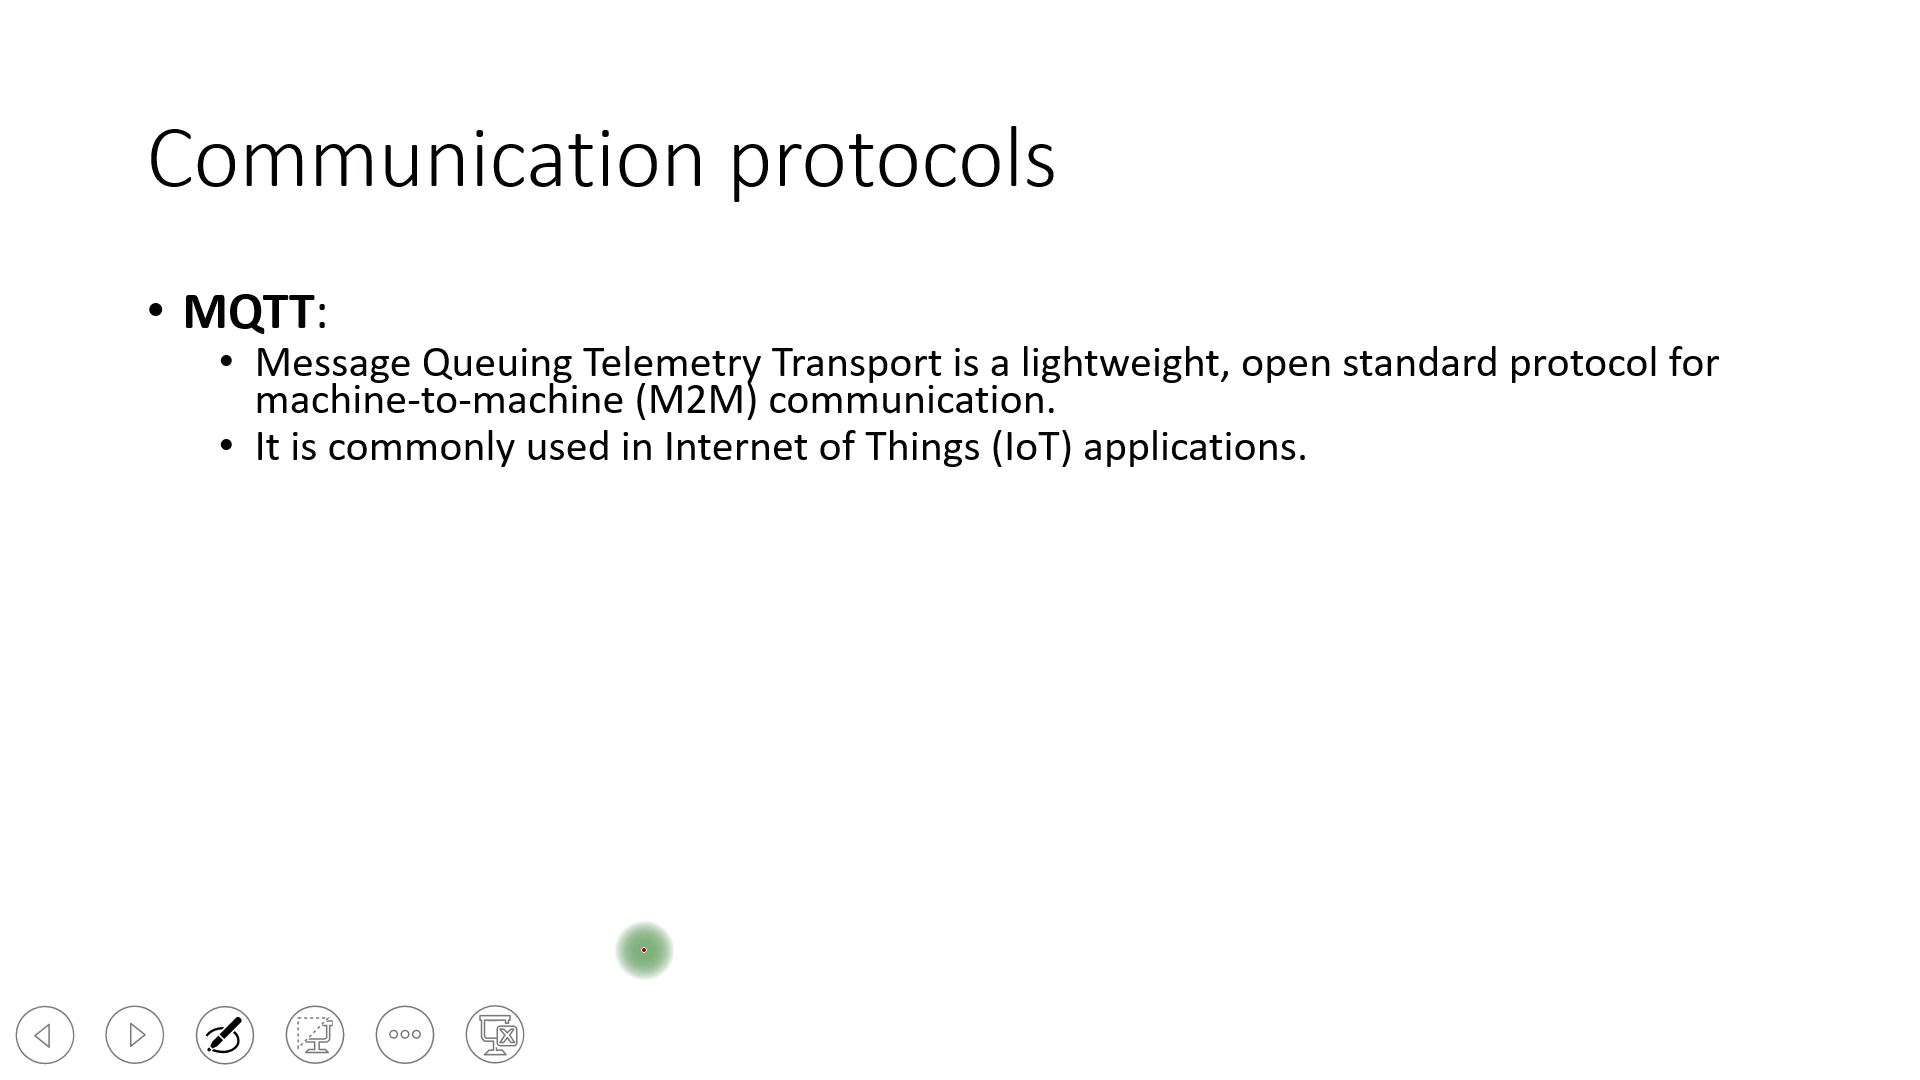 Communication protocols
• MQTT:
• Message Queuing Telemetry Transport is a lightweight, open standard protocol for
machine-to-machine (M2M) communication.
• It is commonly used in Internet of Things (IoT) applications.